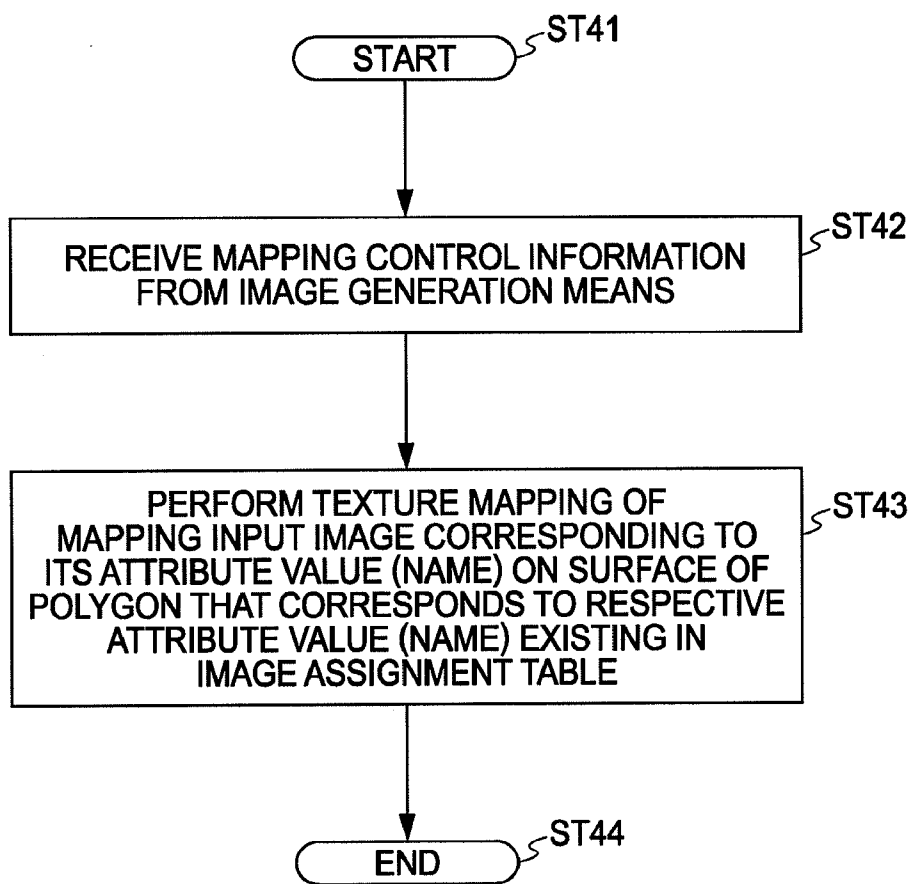 START
ST41
RECEIVE MAPPING CONTROL INFORMATION
FROM IMAGE GENERATION MEANS
ST42
PERFORM TEXTURE MAPPING OF
MAPPING INPUT IMAGE CORRESPONDING TO
ITS ATTRIBUTE VALUE (NAME) ON SURFACE OF
POLYGON THAT CORRESPONDS TO RESPECTIVE
ATTRIBUTE VALUE (NAME) EXISTING IN
IMAGE ASSIGNMENT TABLE
ST43
END
ST44